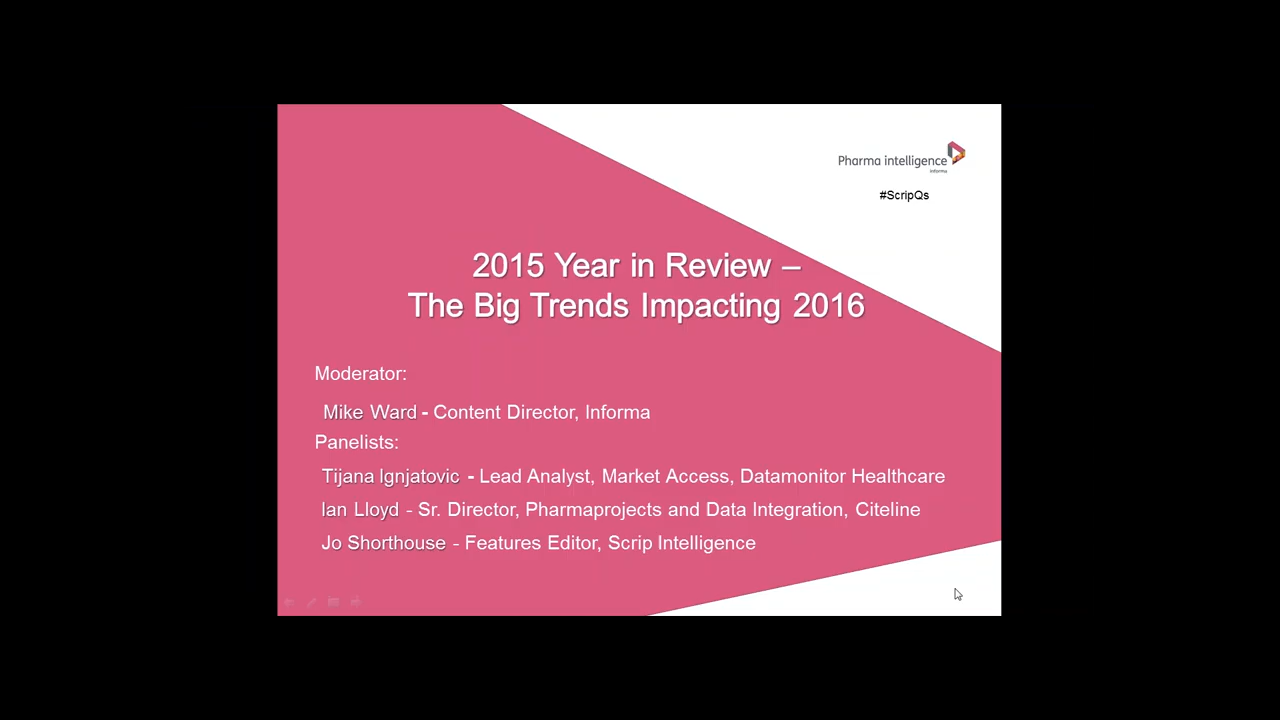 Pharma intelligence
informa
#ScripQs
2015 Year in Review –
The Big Trends Impacting 2016
Moderator:
Mike Ward - Content Director, Informa
Panelists:
Tijana Ignjatovic - Lead Analyst, Market Access, Datamonitor Healthcare
Ian Lloyd - Sr. Director, Pharmaprojects and Data Integration, Citeline
Jo Shorthouse - Features Editor, Scrip Intelligence